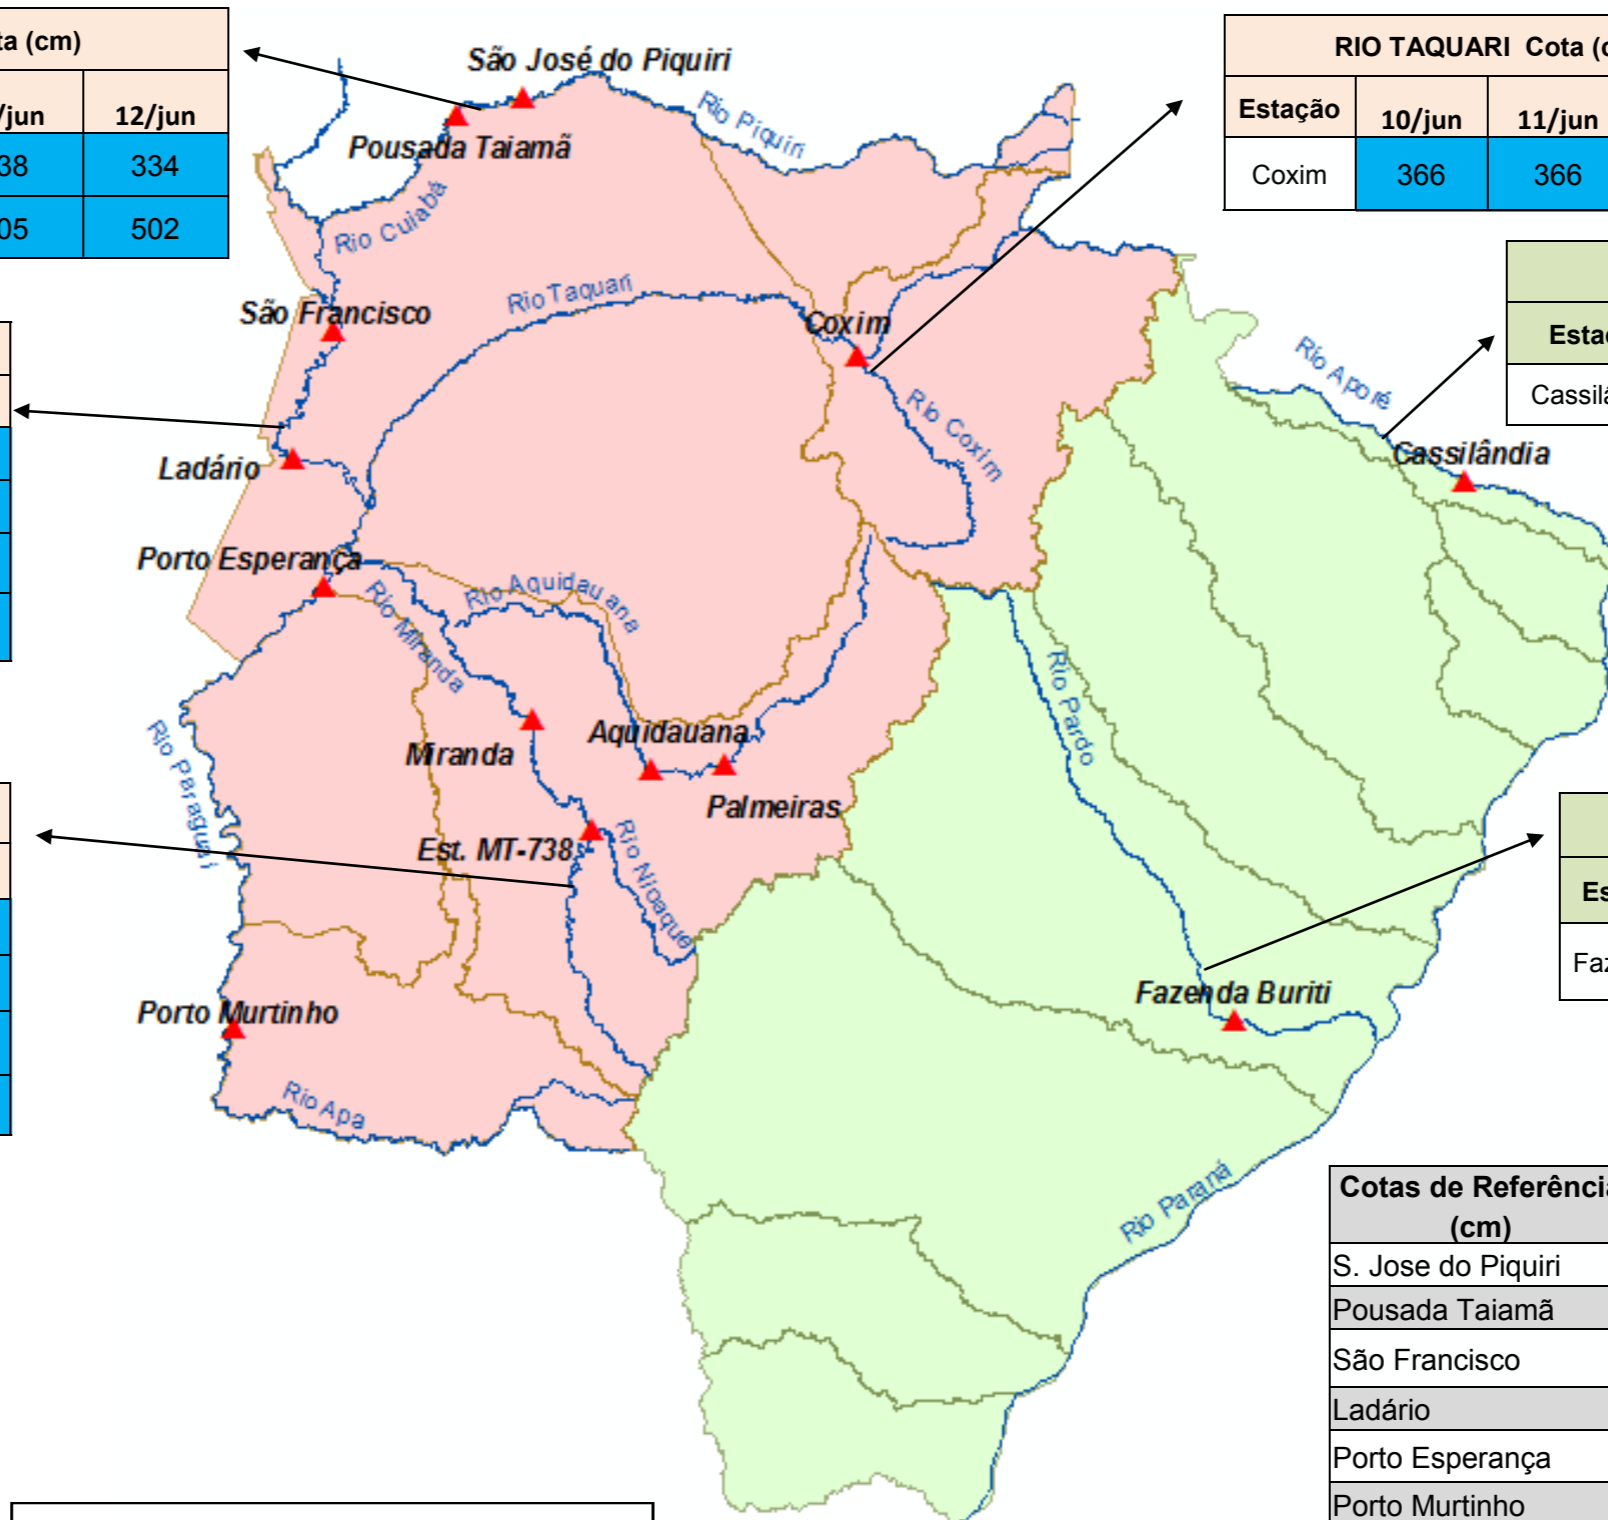 ta (cm)
/jun 12/jun
38 334
05 502
RIO TAQUARI Cota (c
Estação 10/jun 11/jun
Coxim 366 366
São José do Piquiri
Pousada Taiamã
Rio Piquiri
Rio Cuiabá
São Francisco
Rio Taquari
Coxim
Rio Coxim
Rio Aporé
Esta
Cassilâ
Cassilândia
Ladário
Porto Esperança
Rio Aquidauana
Rio Miranda
Rio Pardo
Rio Paraguai
Miranda
Aquidauana
Palmeiras
Est. MT-738
Rio Nioaque
Es
Faz
Fazenda Buriti
Porto Murtinho
Rio Apa
Rio Paraná
Cotas de Referência
(cm)
S. Jose do Piquiri
Pousada Taiamã
São Francisco
Ladário
Porto Esperança
Porto Murtinho